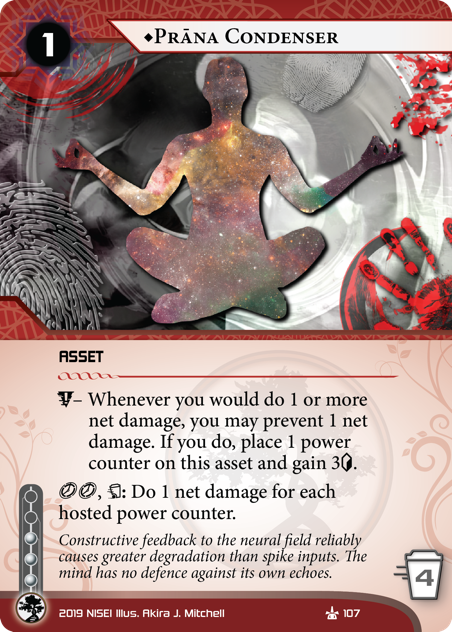 1
◆Prāna Condenser
ASSET
– Whenever you would do 1 or more
net damage, you may prevent 1 net
damage. If you do, place 1 power
counter on this asset and gain 3.
, : Do 1 net damage for each
hosted power counter.
Constructive feedback to the neural field reliably
causes greater degradation than spike inputs. The
mind has no defence against its own echoes.
4
2019 NISEI Illus. Akira J. Mitchell
107